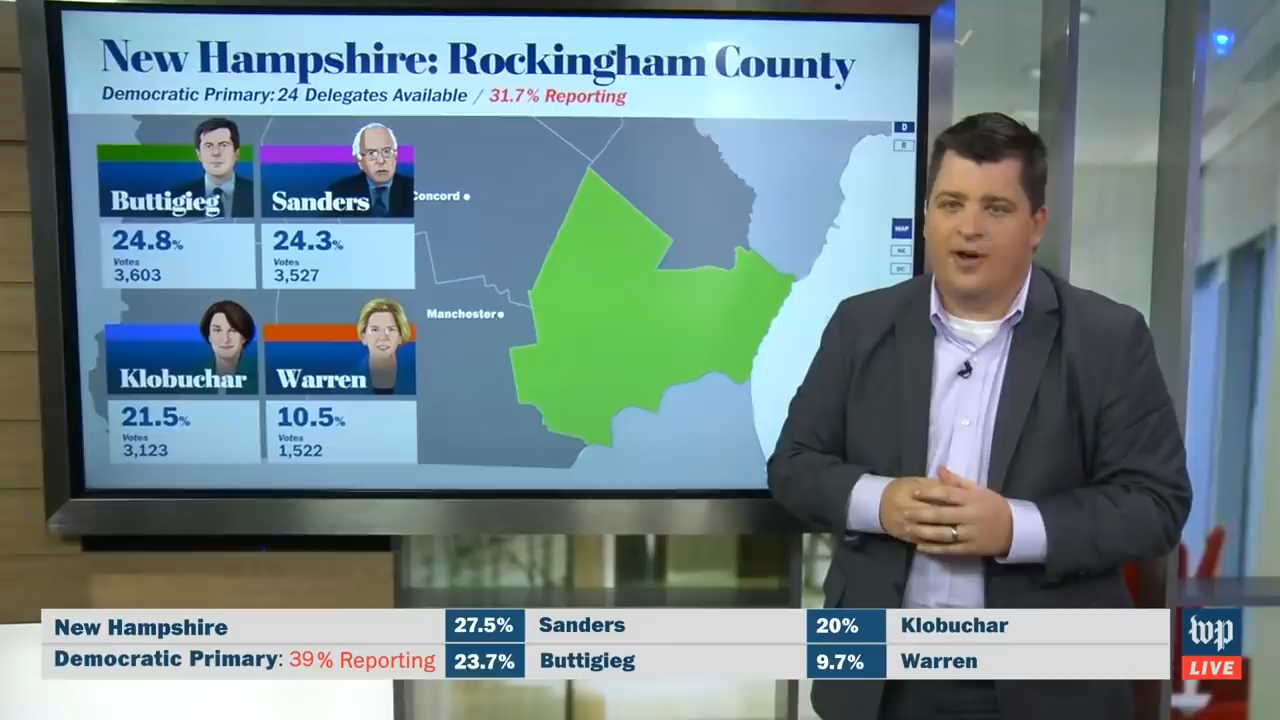 New Hampshire: Rockingham County
Democratic Primary: 24 Delegates Available / 31.7% Reporting
D
R
Buttigieg
Sanders
24.8%
24.3%
Votes
Votes
3,603
3,527
Concord
MAP
NE
DC
Manchester
Klobuchar
Warren
21.5%
10.5%
Votes
Votes
3,123
1,522
New Hampshire
27.5% Sanders
20% Klobuchar
Democratic Primary: 39% Reporting
23.7% Buttigieg
9.7% Warren
wp
LIVE